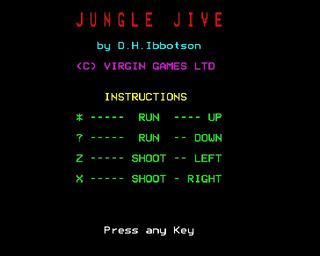 JUNGLE JIVE
by D.H.Ibbotson
(C) VIRGIN GAMES LTD
INSTRUCTIONS
* ----- RUN ---- UP
? ----- RUN -- DOWN
Z ----- SHOOT -- LEFT
X ----- SHOOT - RIGHT
Press any Key